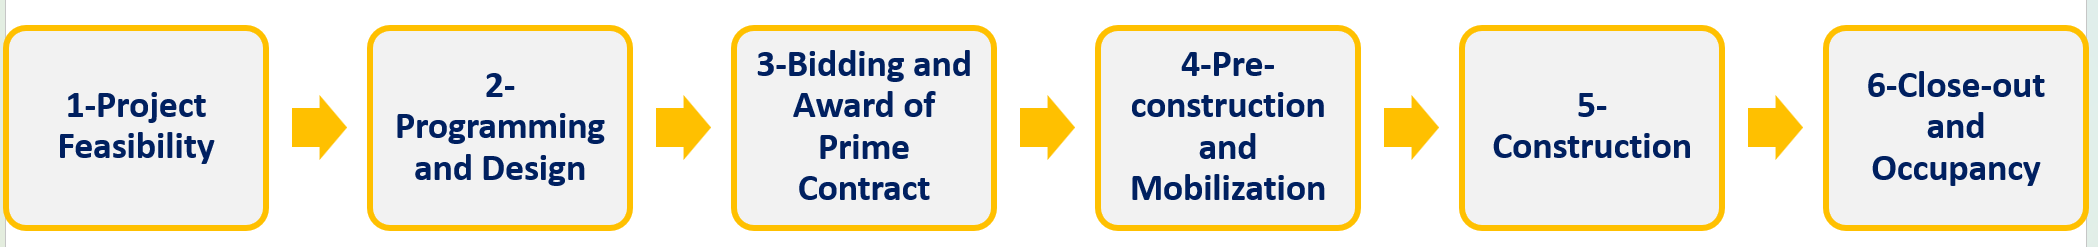 1-Project
Feasibility
2-
Programming
and Design
3-Bidding and
Award of
Prime
Contract
4-Pre-
construction
and
Mobilization
5-
Construction
6-Close-out
and
Occupancy